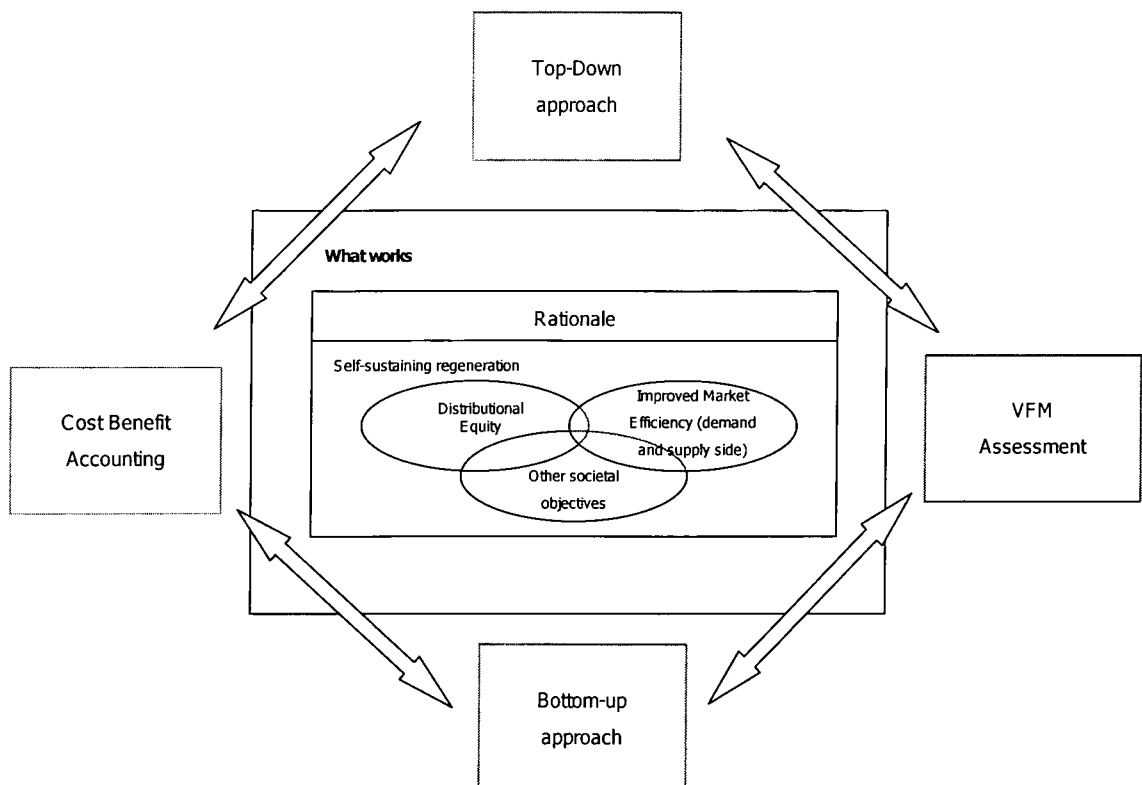 Top-Down
approach
What works
Rationale
Self-sustaining regeneration
Distributional
Equity
Improved Market
Efficiency (demand
and supply side)
Other societal
objectives
Cost Benefit
Accounting
VFM
Assessment
Bottom-up
approach